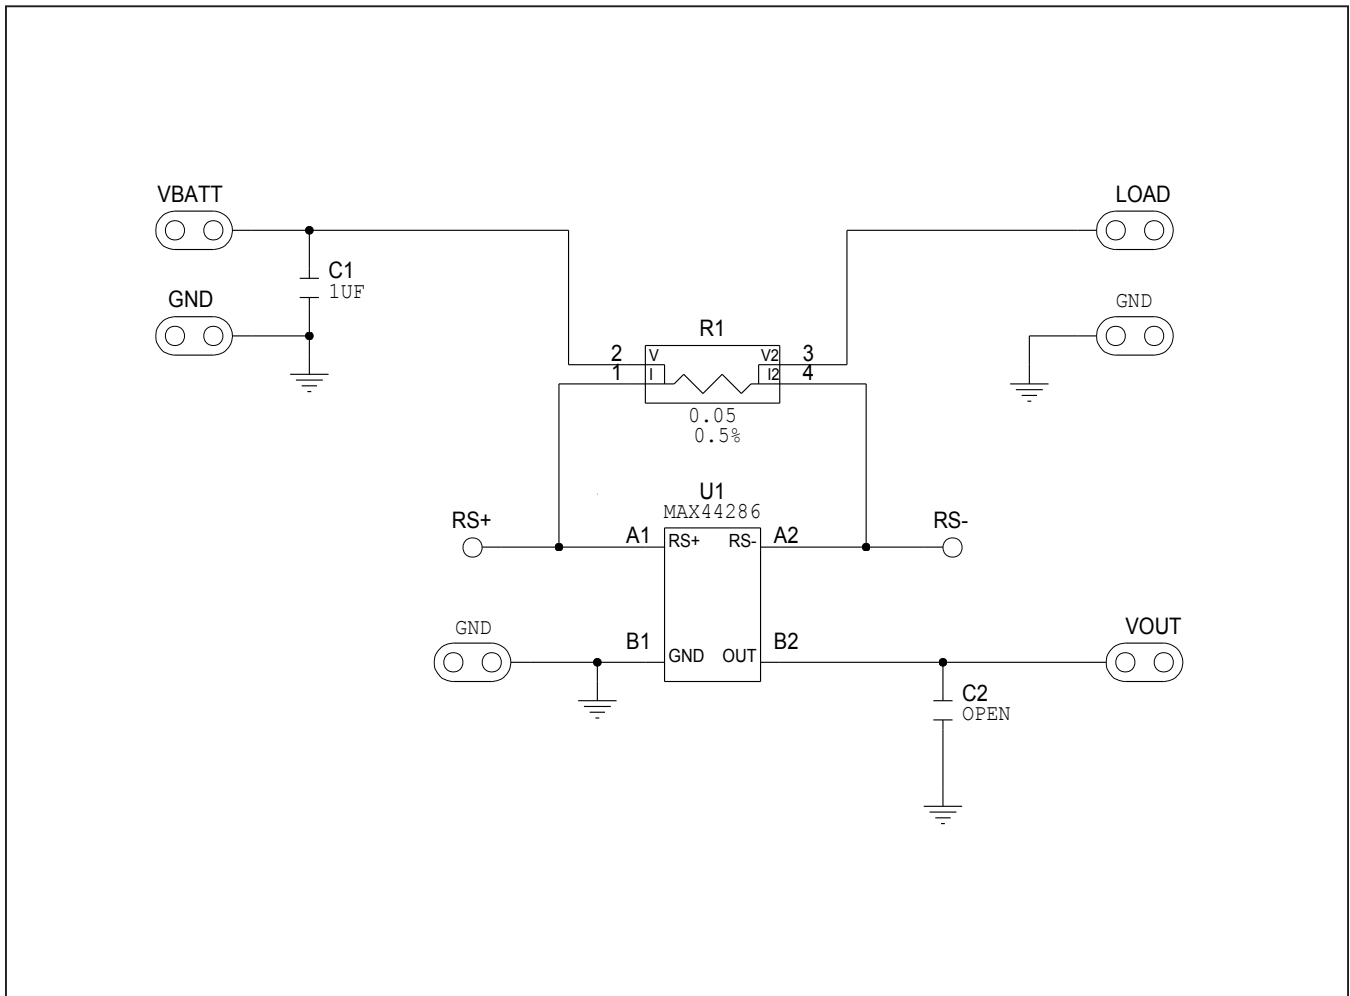 VBATT
LOAD
C1
1UF
GND
GND
R1
2
V
V2
3
1
I
I2
4
0.05
0.5%
U1
MAX44286
RS+
A1
RS+
RS-
A2
RS-
GND
B1
GND
OUT
B2
VOUT
C2
OPEN